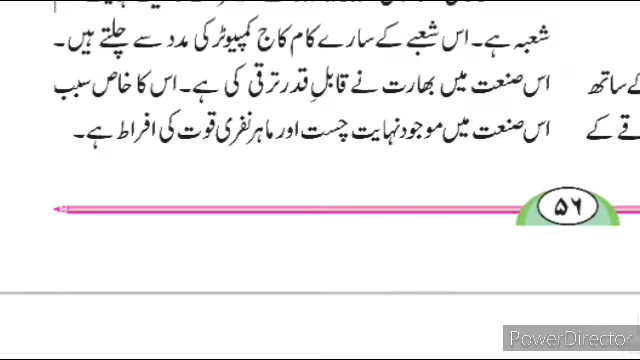 شعبہ ہے۔ اس شعبے کے سارے کام کاج کمپیوٹر کی مدد سے چلتے ہیں۔
اس صنعت میں بھارت نے قابلِ قدر ترقی کی ہے۔ اس کا خاص سبب
اس صنعت میں موجود نہایت چست اور ماہر نفری قوت کی افراط ہے۔
کے ساتھ
کے
۵۶
PowerDirector